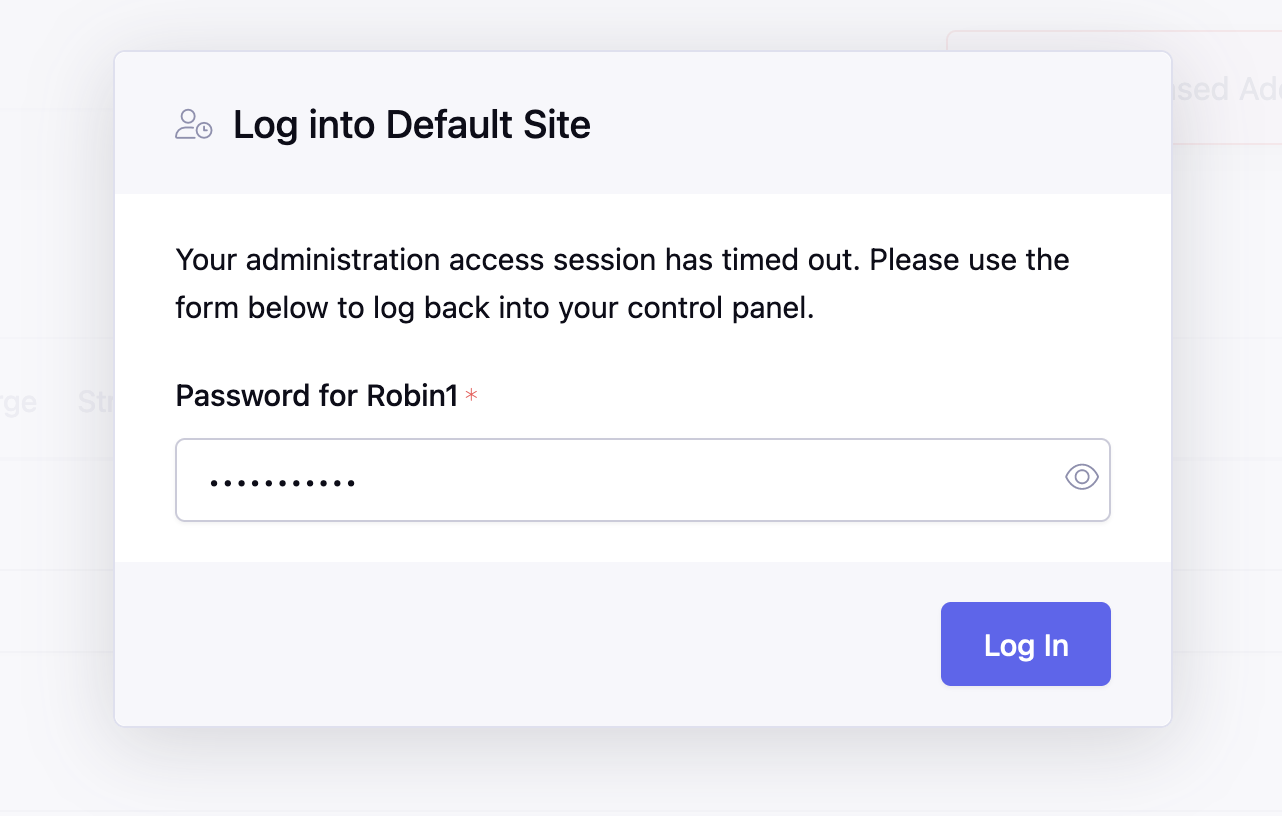 Log into Default Site
Your administration access session has timed out. Please use the
form below to log back into your control panel.
Password for Robin1 *
•••••••••••
Log In